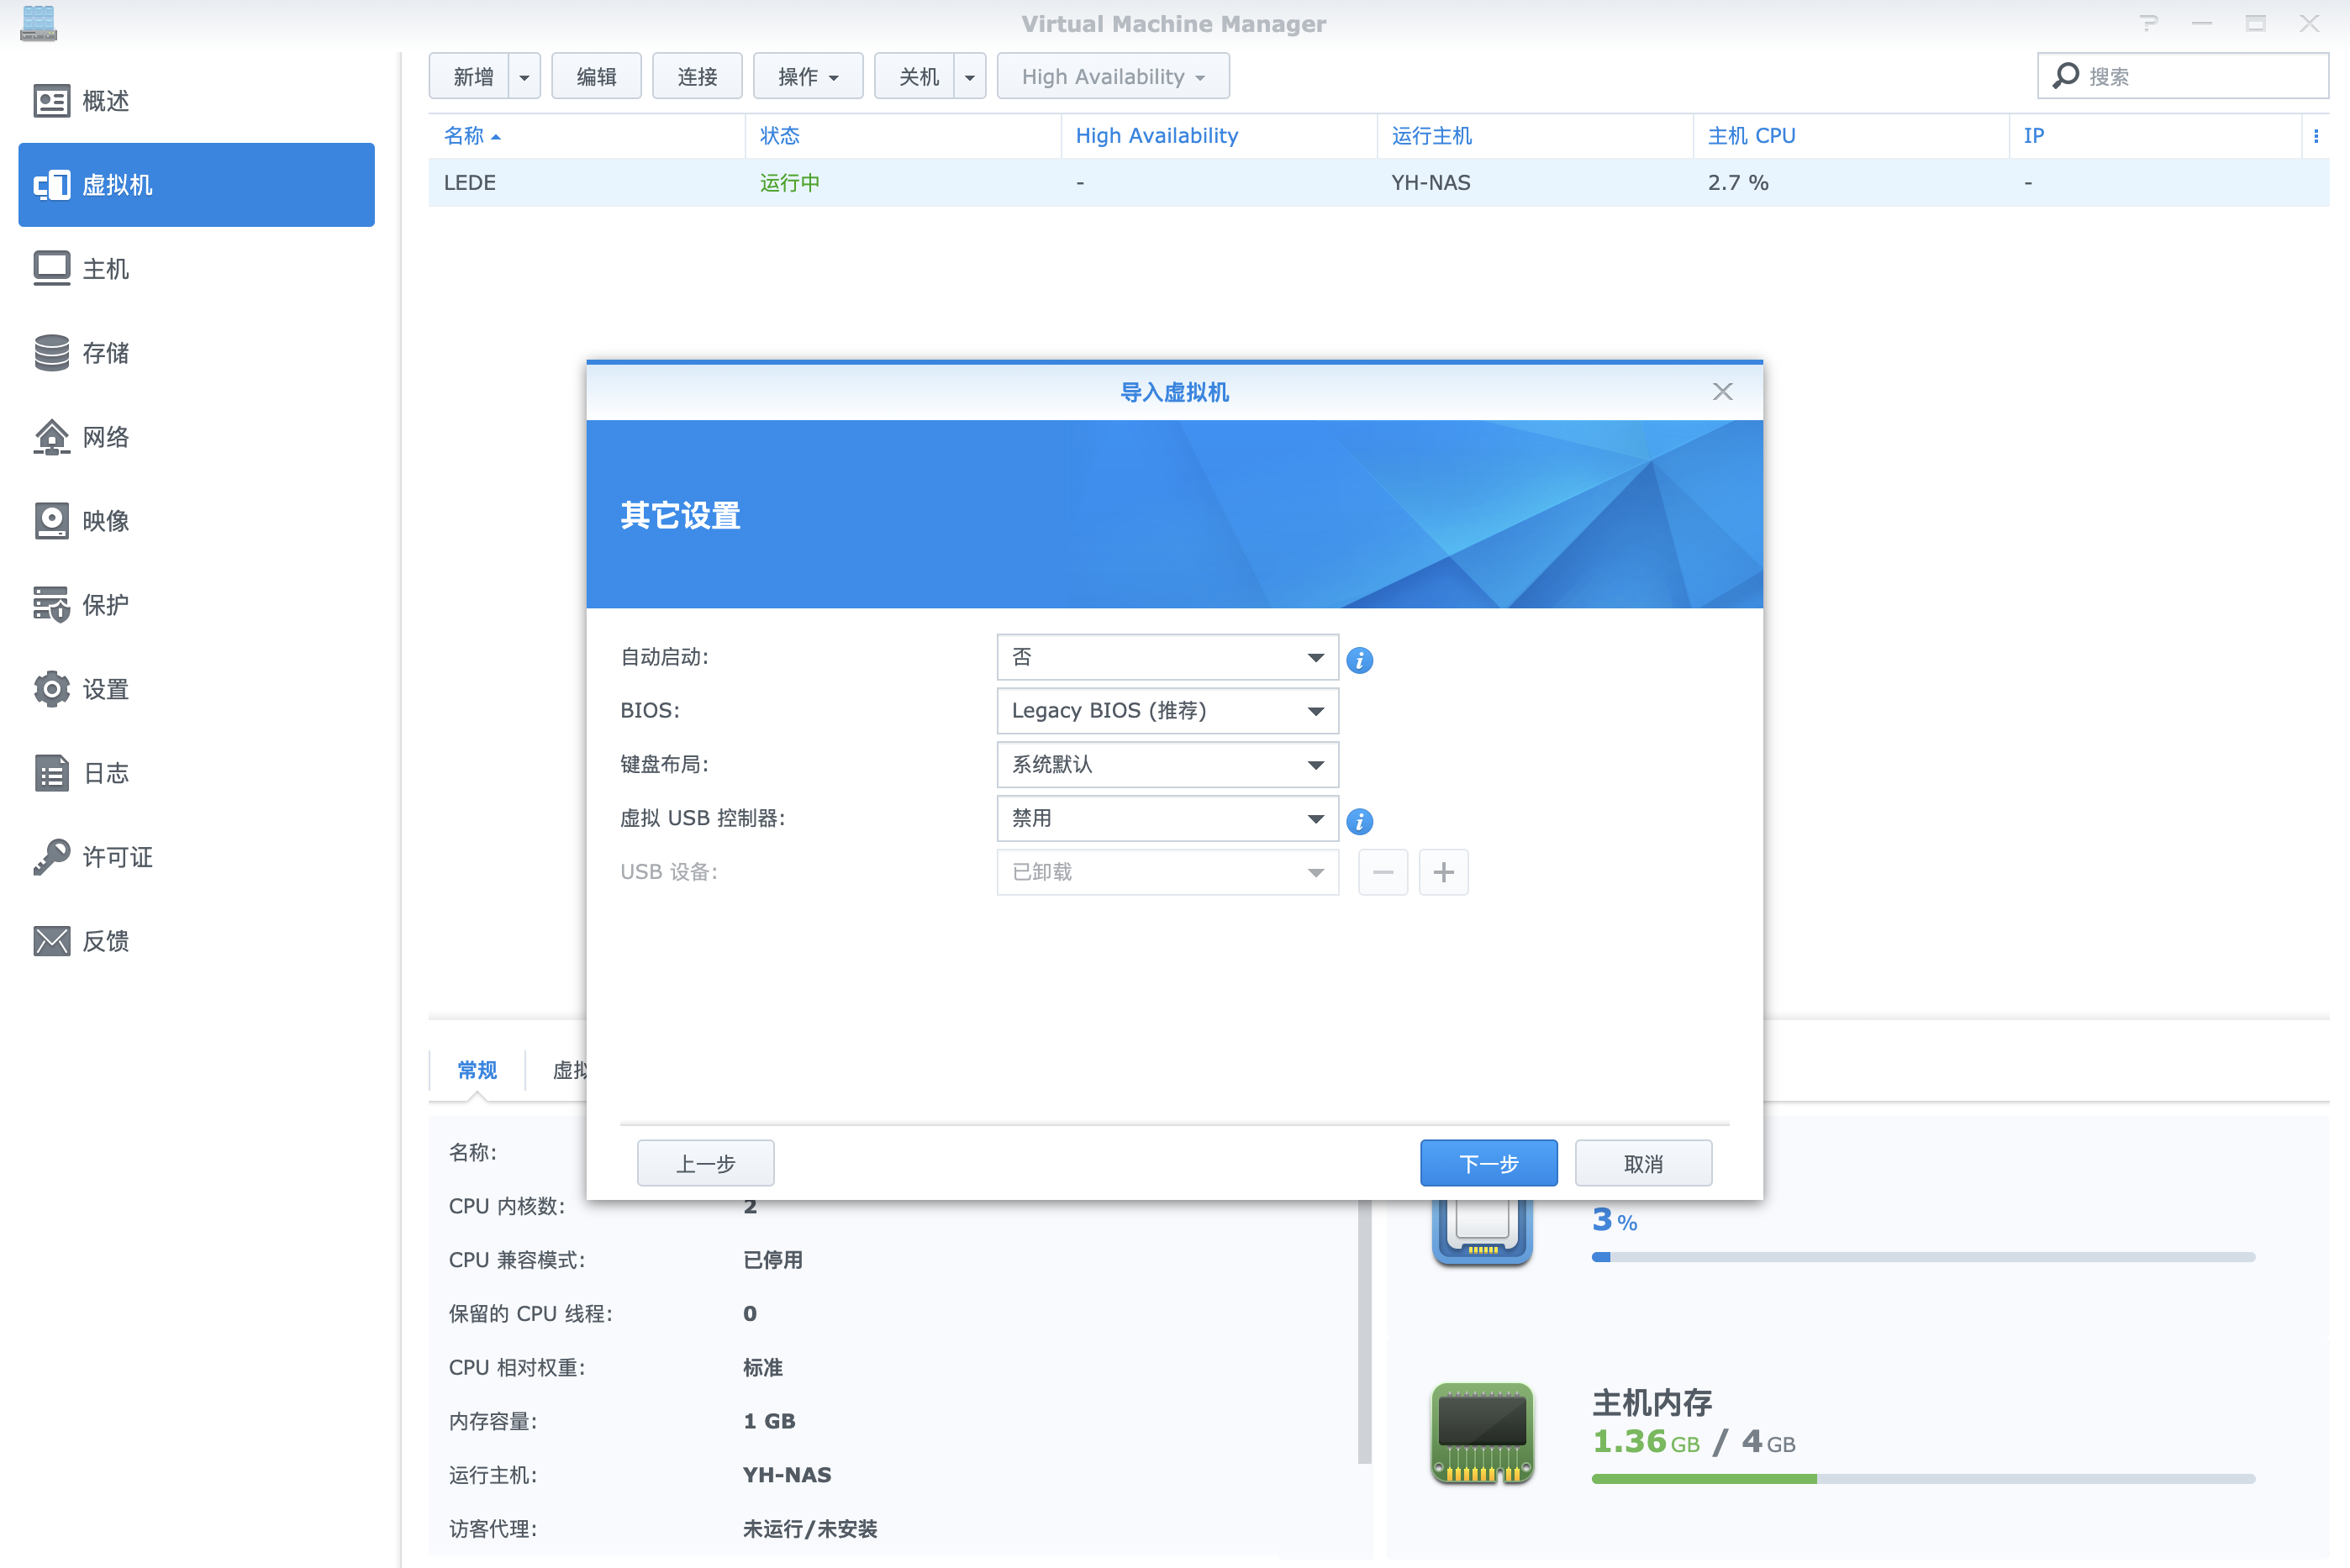 Virtual Machine Manager
概述
虚拟机
主机
存储
网络
映像
保护
设置
日志
许可证
反馈
新增 编辑 连接 操作 关机 High Availability 搜索
名称 状态 High Availability 运行主机 主机 CPU IP
LEDE 运行中 - YH-NAS 2.7 % -
导入虚拟机
其它设置
自动启动: 否
BIOS: Legacy BIOS (推荐)
键盘布局: 系统默认
虚拟 USB 控制器: 禁用
USB 设备: 已卸载
上一步 下一步 取消
常规 虚拟
名称:
CPU 内核数: 2
CPU 兼容模式: 已停用
保留的 CPU 线程: 0
CPU 相对权重: 标准
内存容量: 1 GB
运行主机: YH-NAS
访客代理: 未运行/未安装
3 %
主机内存
1.36 GB / 4 GB